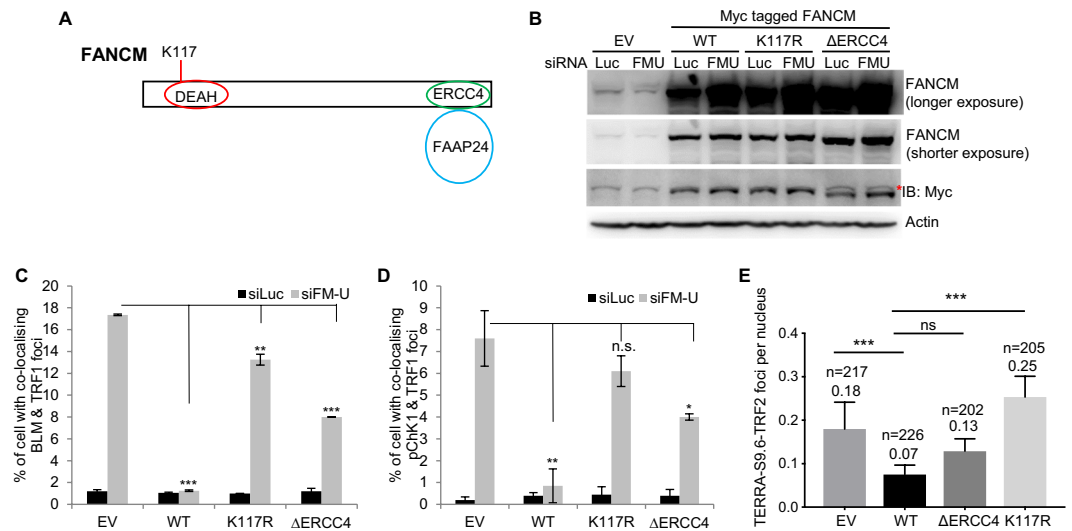 A
FANCM
K117
DEAH
ERCC4
FAAP24
B
Myc tagged FANCM
EV WT K117R ΔERCC4
siRNA Luc FMU Luc FMU Luc FMU Luc FMU
FANCM
(longer exposure)
FANCM
(shorter exposure)
*IB: Myc
Actin
C
% of cell with co-localising
BLM & TRF1 foci
20
18
16
14
12
10
8
6
4
2
0
siLuc siFM-U
***
**
***
EV WT K117R ΔERCC4
D
% of cell with co-localising
pChK1 & TRF1 foci
10
9
8
7
6
5
4
3
2
1
0
siLuc siFM-U
**
n.s.
*
EV WT K117R ΔERCC4
E
TERRA-S9.6-TRF2 foci per nucleus
0.4
0.3
0.2
0.1
0.0
***
ns
***
n=217
0.18
n=226
0.07
n=202
0.13
n=205
0.25
EV WT ΔERCC4 K117R